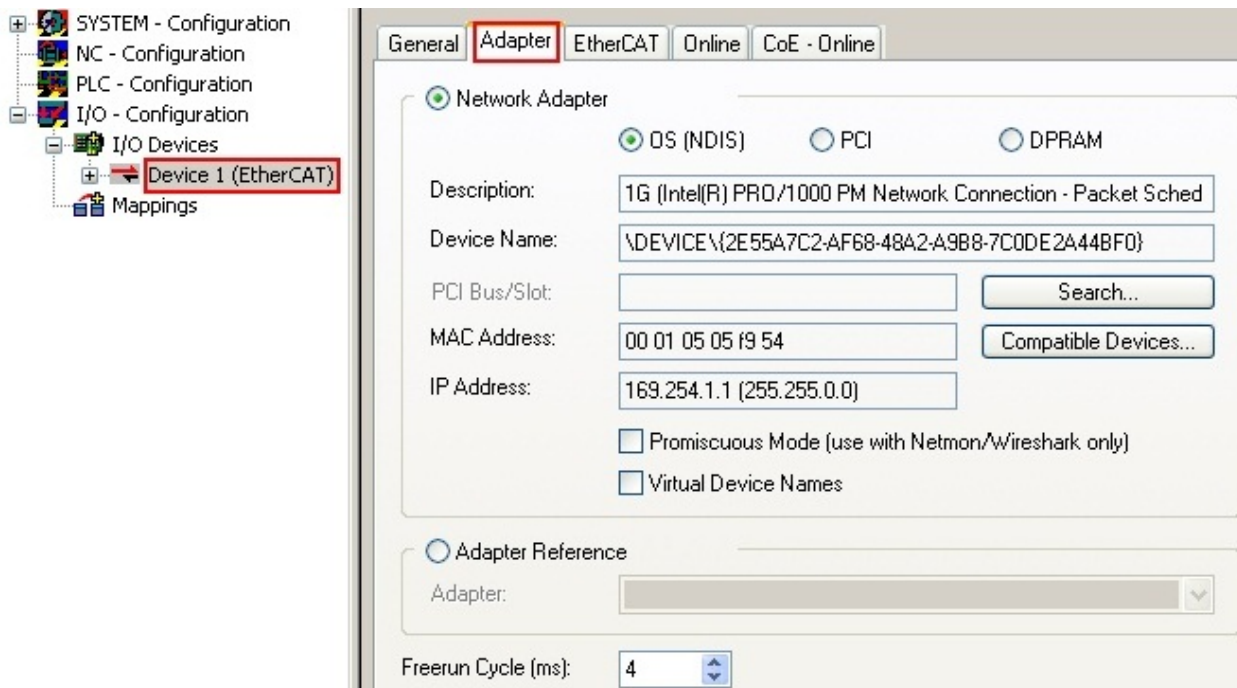 SYSTEM - Configuration
NC - Configuration
PLC - Configuration
I/O - Configuration
I/O Devices
Device 1 (EtherCAT)
Mappings
General Adapter EtherCAT Online CoE - Online
Network Adapter
OS (NDIS) PCI DPRAM
Description: 1G (Intel(R) PRO/1000 PM Network Connection - Packet Sched
Device Name: \DEVICE\{2E55A7C2-AF68-48A2-A9B8-7C0DE2A44BF0}
PCI Bus/Slot: Search...
MAC Address: 00 01 05 05 f9 54 Compatible Devices...
IP Address: 169.254.1.1 (255.255.0.0)
Promiscuous Mode (use with Netmon/Wireshark only)
Virtual Device Names
Adapter Reference
Adapter:
Freerun Cycle (ms): 4